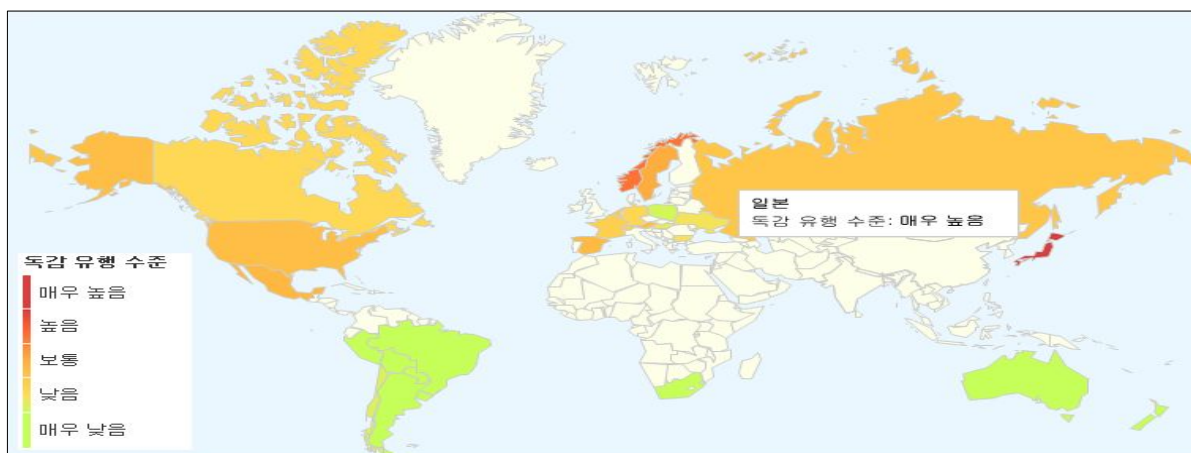 일본
독감 유행 수준: 매우 높음
독감 유행 수준
매우 높음
높음
보통
낮음
매우 낮음